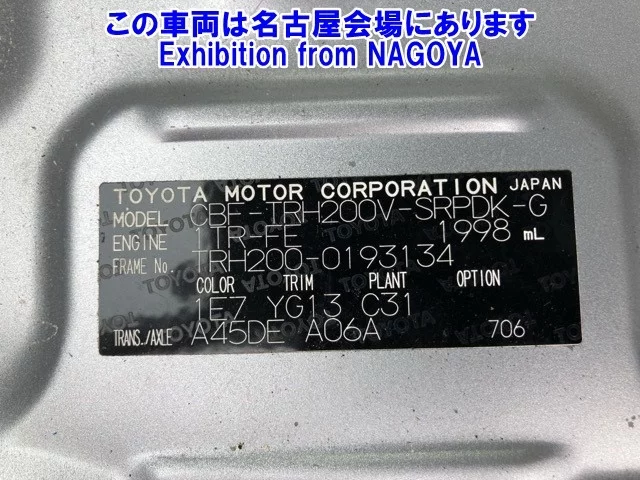 この車両は名古屋会場にあります
Exhibition from NAGOYA
TOYOTA MOTOR CORPORATION JAPAN
MODEL CBF-TRH200V-SRPDK-G
ENGINE 1TR-FE 1998 mL
FRAME No. TRH200-0193134
COLOR TRIM PLANT OPTION
1E7 YG13 C31
TRANS./AXLE A45DE A06A 706